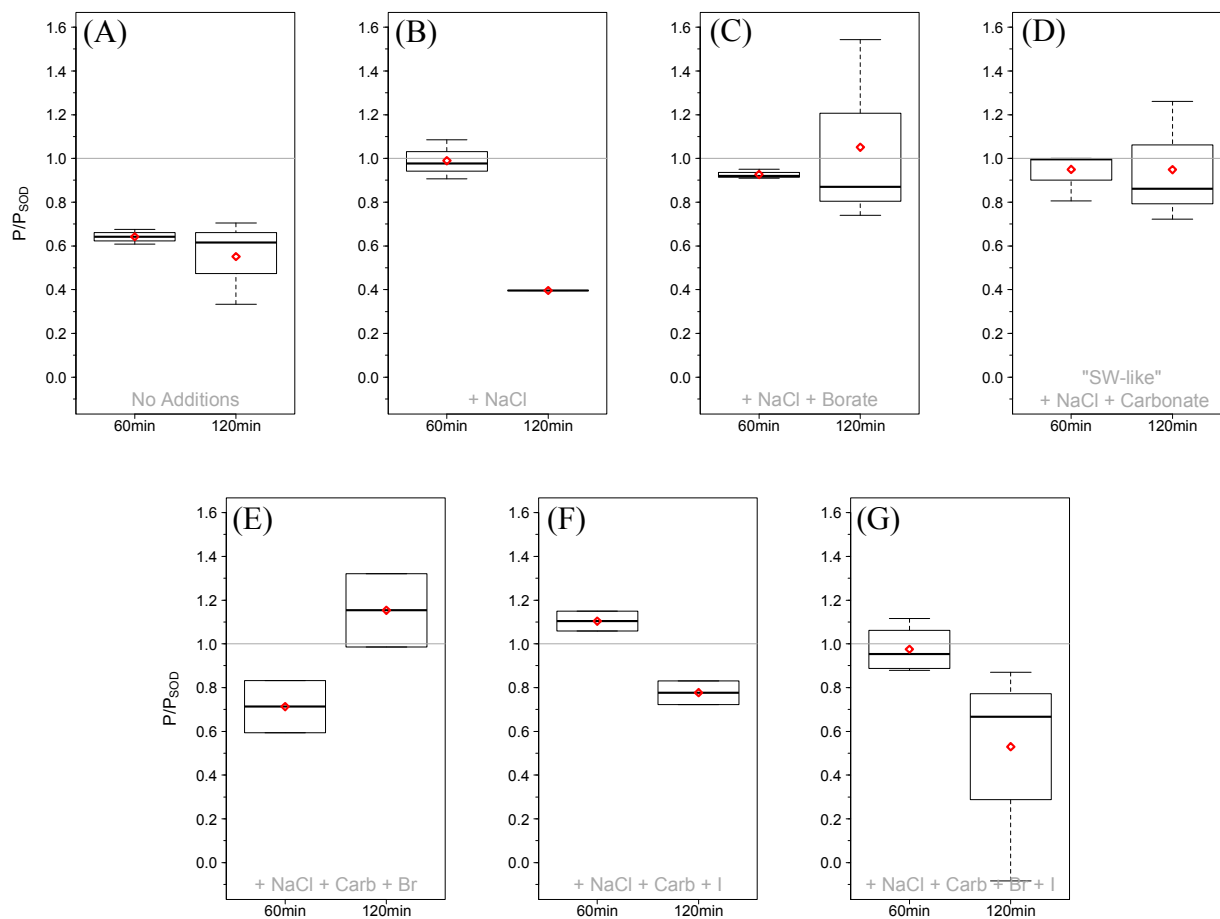 (A)
1.6
1.4
1.2
1.0
0.8
0.6
0.4
0.2
0.0
P/PSOD
No Additions
60min 120min
(B)
1.6
1.4
1.2
1.0
0.8
0.6
0.4
0.2
0.0
+ NaCl
60min 120min
(C)
1.6
1.4
1.2
1.0
0.8
0.6
0.4
0.2
0.0
+ NaCl + Borate
60min 120min
(D)
1.6
1.4
1.2
1.0
0.8
0.6
0.4
0.2
0.0
"SW-like"
+ NaCl + Carbonate
60min 120min
(E)
1.6
1.4
1.2
1.0
0.8
0.6
0.4
0.2
0.0
P/PSOD
+ NaCl + Carb + Br
60min 120min
(F)
1.6
1.4
1.2
1.0
0.8
0.6
0.4
0.2
0.0
+ NaCl + Carb + I
60min 120min
(G)
1.6
1.4
1.2
1.0
0.8
0.6
0.4
0.2
0.0
+ NaCl + Carb + Br + I
60min 120min